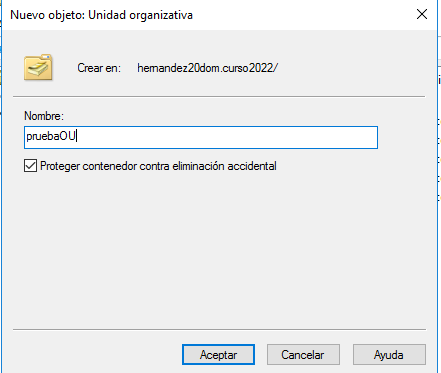 Nuevo objeto: Unidad organizativa
Crear en: hernandez20dom.curso2022/
Nombre:
pruebaOU
Proteger contenedor contra eliminación accidental
Aceptar
Cancelar
Ayuda